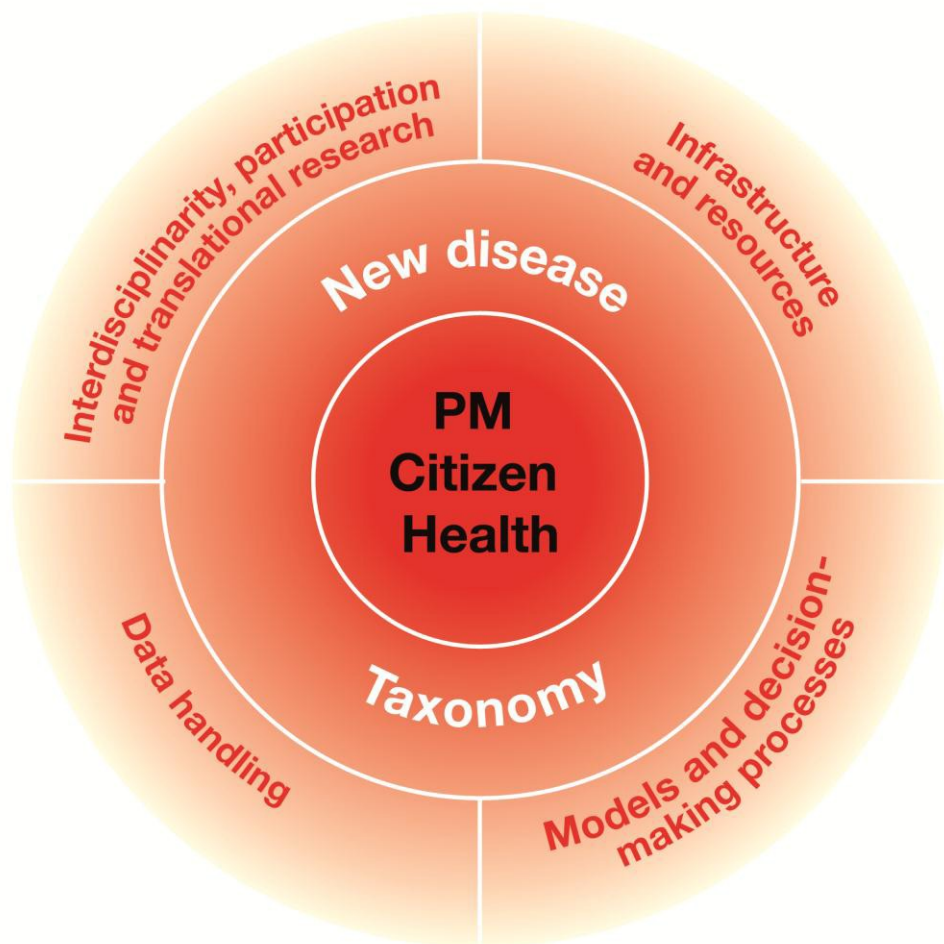 Interdisciplinarity, participation
and translational research
Infrastructure
and resources
New disease
PM
Citizen
Health
Taxonomy
Data handling
Models and decision-
making processes